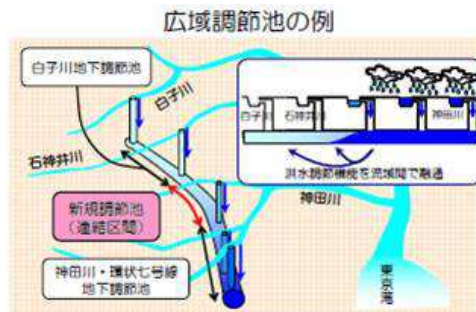 広域調節池の例
白子川地下調節池
白子川
石神井川
白子川
石神井川
神田川
洪水調節機能を流域間で融通
新規調節池
（連結区間）
神田川
神田川・環状七号線
地下調節池
東京湾